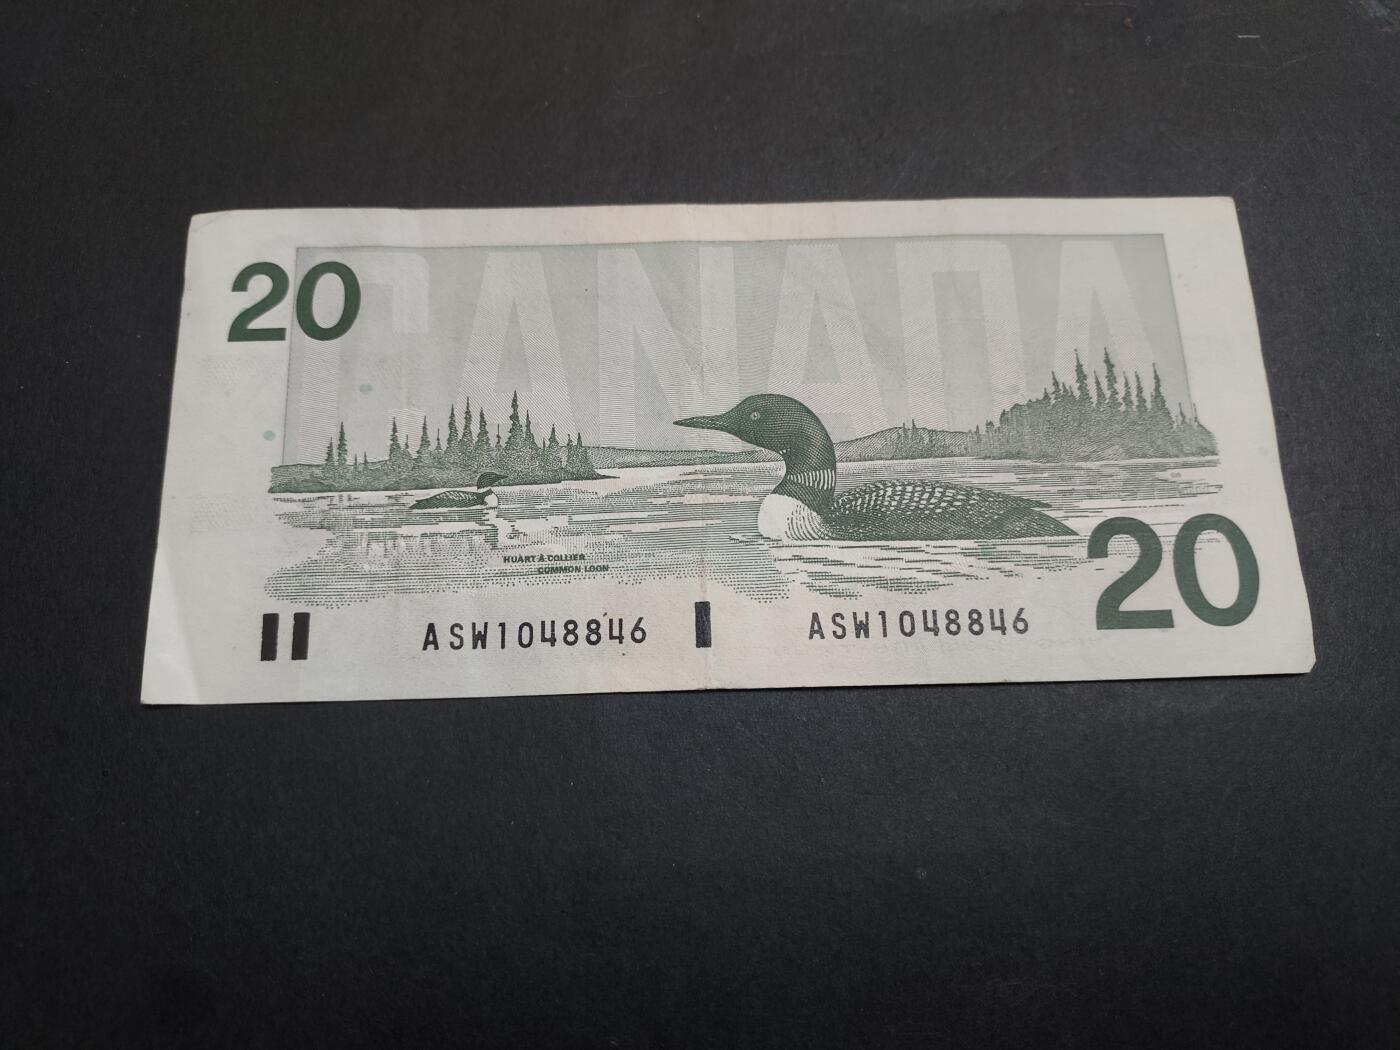 CANADA
20
HUART À COLLIER
COMMON LOON
ASW1048846
ASW1048846
20